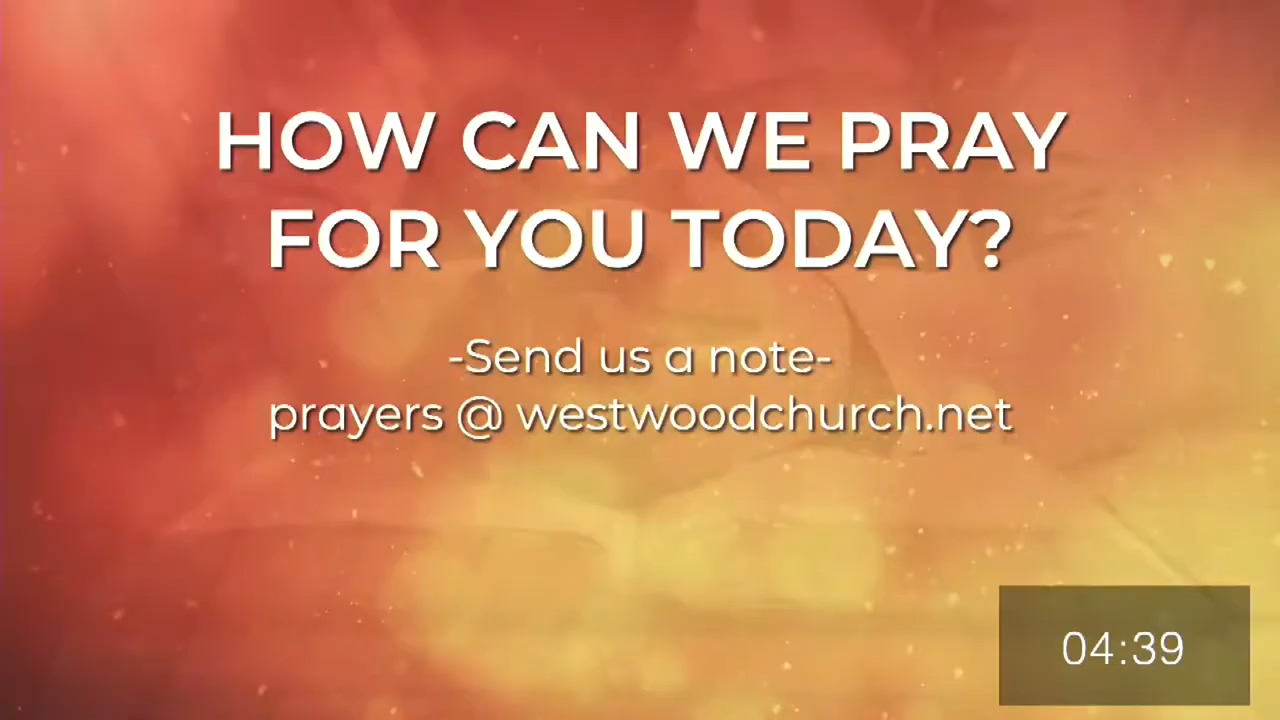 HOW CAN WE PRAY
FOR YOU TODAY?
-Send us a note-
prayers @ westwoodchurch.net
04:39